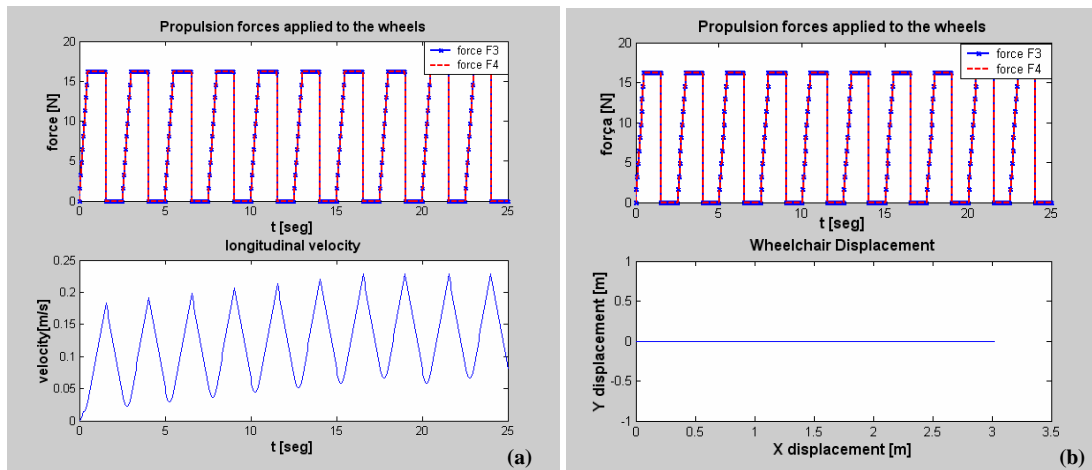 Propulsion forces applied to the wheels
force [N]
20
15
10
5
0
force F3
force F4
0 5 10 15 20 25
t [seg]
longitudinal velocity
velocity[m/s]
0.25
0.2
0.15
0.1
0.05
0
0 5 10 15 20 25
t [seg]
(a)
Propulsion forces applied to the wheels
força [N]
20
15
10
5
0
force F3
force F4
0 5 10 15 20 25
t [seg]
Wheelchair Displacement
Y displacement [m]
1
0.5
0
-0.5
-1
0 0.5 1 1.5 2 2.5 3 3.5
X displacement [m]
(b)